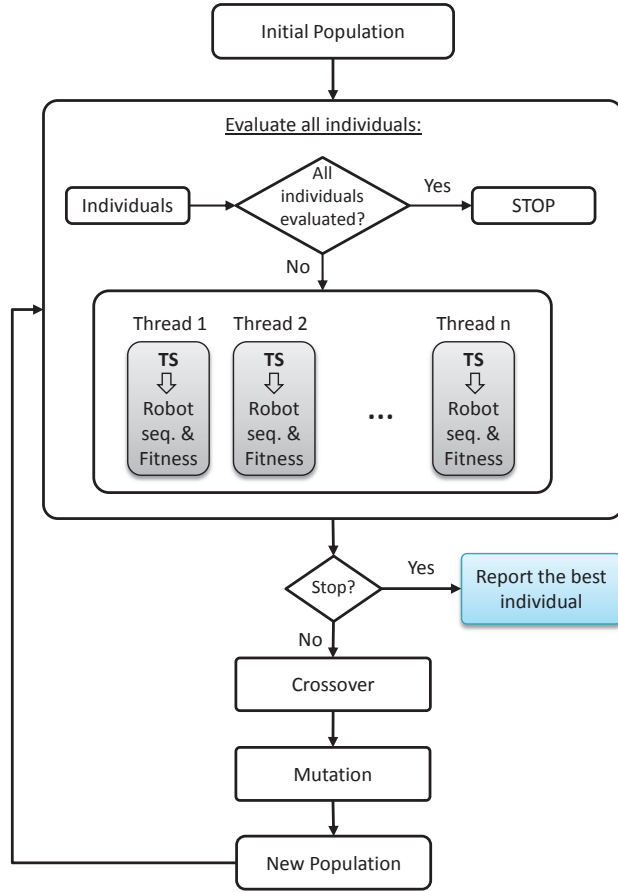 Initial Population
Evaluate all individuals:
All
individuals
evaluated?
Individuals
Yes
STOP
No
Thread 1
Thread 2
Thread n
TS
Robot
seq. &
Fitness
TS
Robot
seq. &
Fitness
...
TS
Robot
seq. &
Fitness
Stop?
Yes
Report the best
individual
No
Crossover
Mutation
New Population